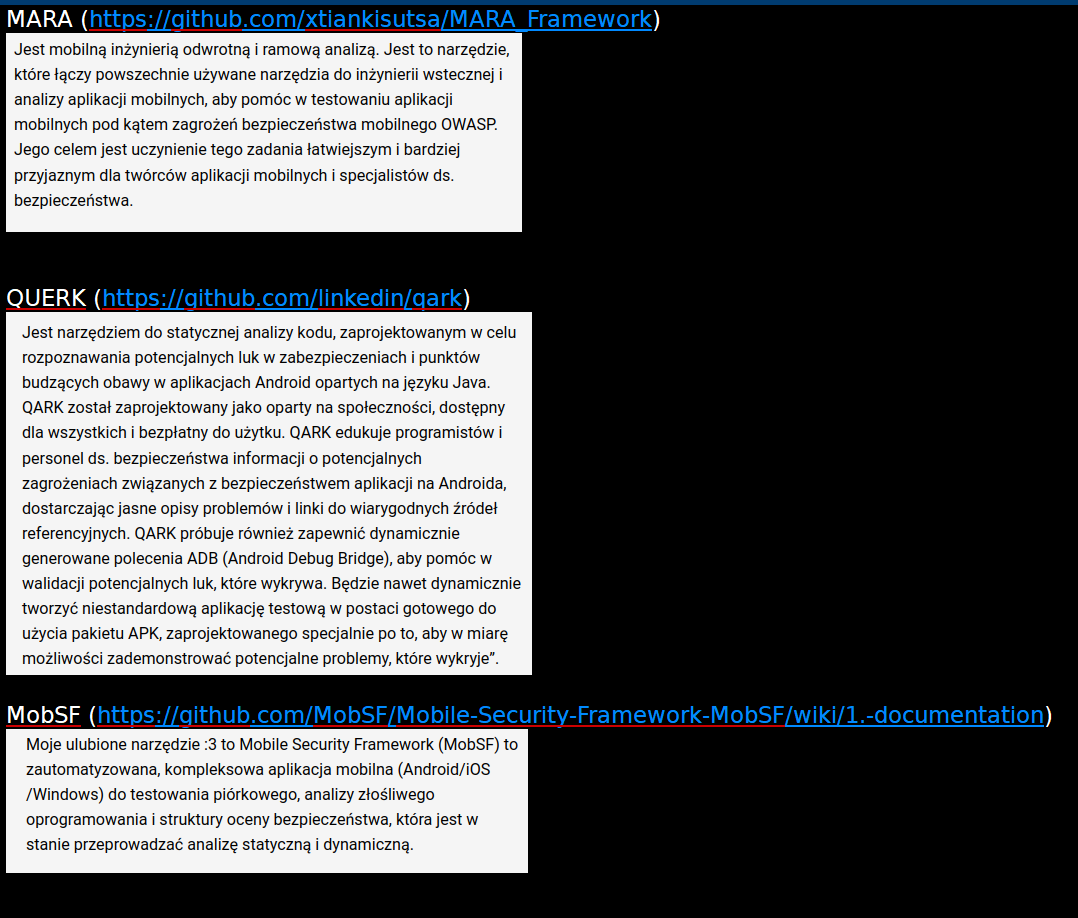 MARA (https://github.com/xtiankisutsa/MARA_Framework)
Jest mobilną inżynierią odwrotną i ramową analizą. Jest to narzędzie,
które łączy powszechnie używane narzędzia do inżynierii wstecznej i
analizy aplikacji mobilnych, aby pomóc w testowaniu aplikacji
mobilnych pod kątem zagrożeń bezpieczeństwa mobilnego OWASP.
Jego celem jest uczynienie tego zadania łatwiejszym i bardziej
przyjaznym dla twórców aplikacji mobilnych i specjalistów ds.
bezpieczeństwa.
QUERK (https://github.com/linkedin/qark)
Jest narzędziem do statycznej analizy kodu, zaprojektowanym w celu
rozpoznawania potencjalnych luk w zabezpieczeniach i punktów
budzących obawy w aplikacjach Android opartych na języku Java.
QARK został zaprojektowany jako oparty na społeczności, dostępny
dla wszystkich i bezpłatny do użytku. QARK edukuje programistów i
personel ds. bezpieczeństwa informacji o potencjalnych
zagrożeniach związanych z bezpieczeństwem aplikacji na Androida,
dostarczając jasne opisy problemów i linki do wiarygodnych źródeł
referencyjnych. QARK próbuje również zapewnić dynamicznie
generowane polecenia ADB (Android Debug Bridge), aby pomóc w
walidacji potencjalnych luk, które wykrywa. Będzie nawet dynamicznie
tworzyć niestandardową aplikację testową w postaci gotowego do
użycia pakietu APK, zaprojektowanego specjalnie po to, aby w miarę
możliwości zademonstrować potencjalne problemy, które wykryje”.
MobSF (https://github.com/MobSF/Mobile-Security-Framework-MobSF/wiki/1.-documentation)
Moje ulubione narzędzie :3 to Mobile Security Framework (MobSF) to
zautomatyzowana, kompleksowa aplikacja mobilna (Android/iOS
/Windows) do testowania piórkowego, analizy złośliwego
oprogramowania i struktury oceny bezpieczeństwa, która jest w
stanie przeprowadzać analizę statyczną i dynamiczną.